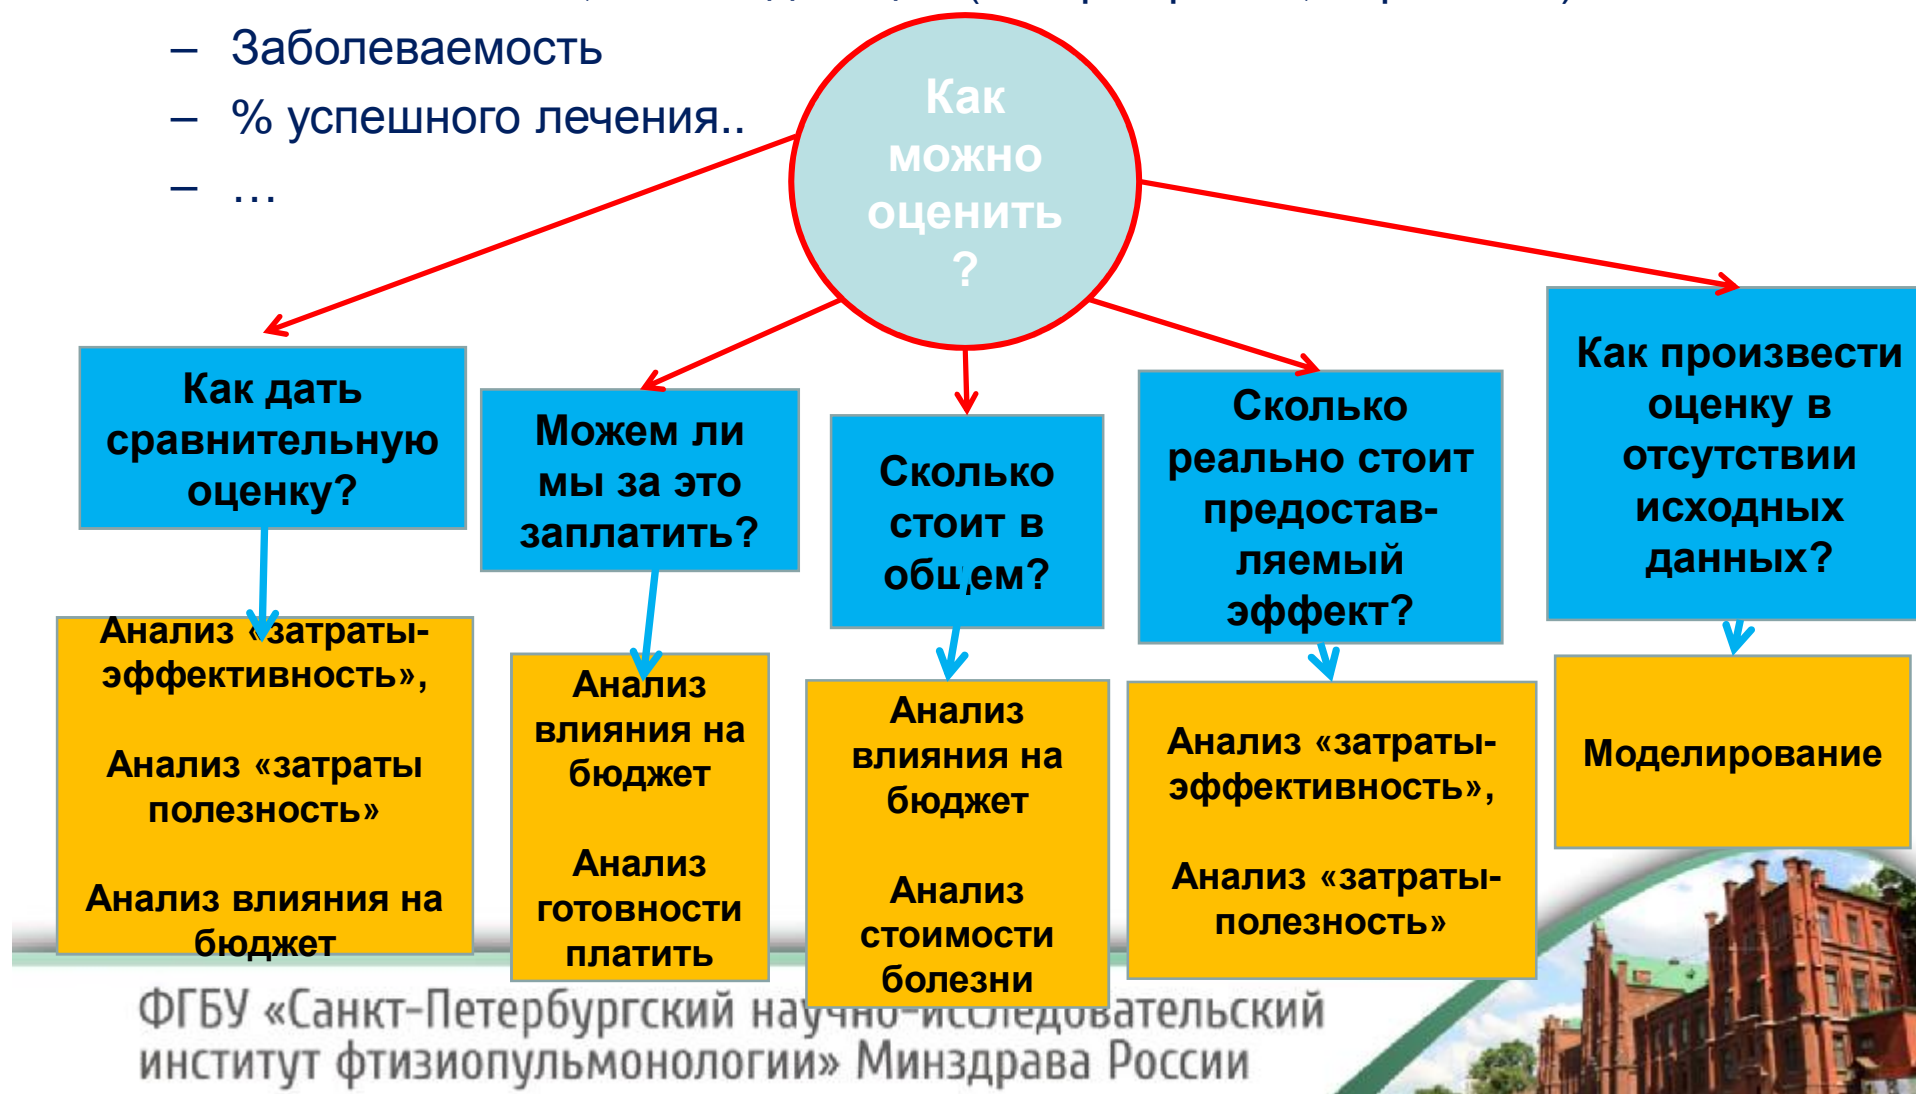 – Заболеваемость
– % успешного лечения..
– …
Как
можно
оценить
?
Как дать
сравнительную
оценку?
Можем ли
мы за это
заплатить?
Сколько
стоит в
общем?
Сколько
реально стоит
предостав-
ляемый
эффект?
Как произвести
оценку в
отсутствии
исходных
данных?
Анализ «затраты-
эффективность»,
Анализ «затраты
полезность»
Анализ влияния на
бюджет
Анализ
влияния на
бюджет
Анализ
готовности
платить
Анализ
влияния на
бюджет
Анализ
стоимости
болезни
Анализ «затраты-
эффективность»,
Анализ «затраты-
полезность»
Моделирование
ФГБУ «Санкт-Петербургский научно-исследовательский
институт фтизиопульмонологии» Минздрава России